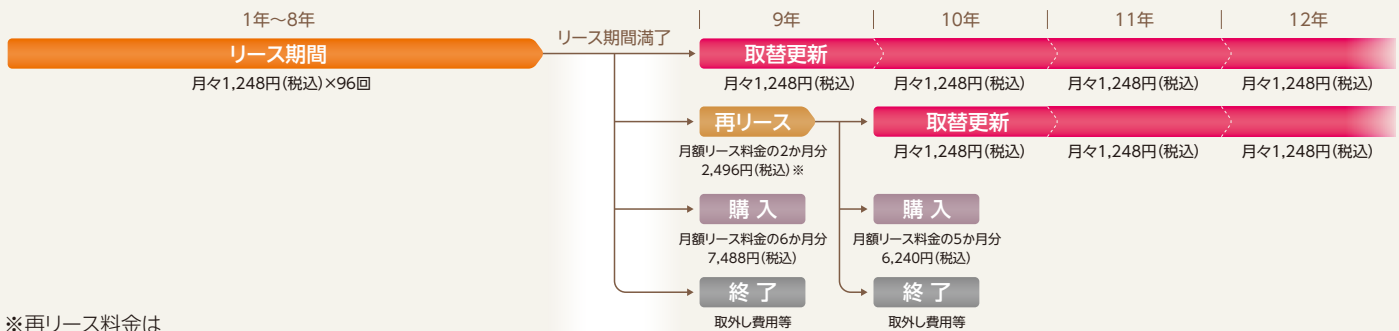 1年～8年
9年
10年
11年
12年
リース期間満了
リース期間
取替更新
月々1,248円(税込)×96回
月々1,248円(税込)
月々1,248円(税込)
月々1,248円(税込)
月々1,248円(税込)
再リース
取替更新
月額リース料金の2か月分
2,496円(税込)※
月々1,248円(税込)
月々1,248円(税込)
月々1,248円(税込)
購入
購入
月額リース料金の6か月分
7,488円(税込)
月額リース料金の5か月分
6,240円(税込)
終了
終了
取外し費用等
取外し費用等
※再リース料金は